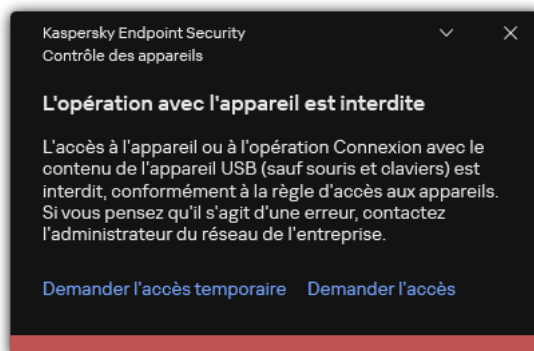 Kaspersky Endpoint Security
Contrôle des appareils
L'opération avec l'appareil est interdite
L'accès à l'appareil ou à l'opération Connexion avec le
contenu de l'appareil USB (sauf souris et claviers) est
interdit, conformément à la règle d'accès aux appareils.
Si vous pensez qu'il s'agit d'une erreur, contactez
l'administrateur du réseau de l'entreprise.
Demander l'accès temporaire Demander l'accès